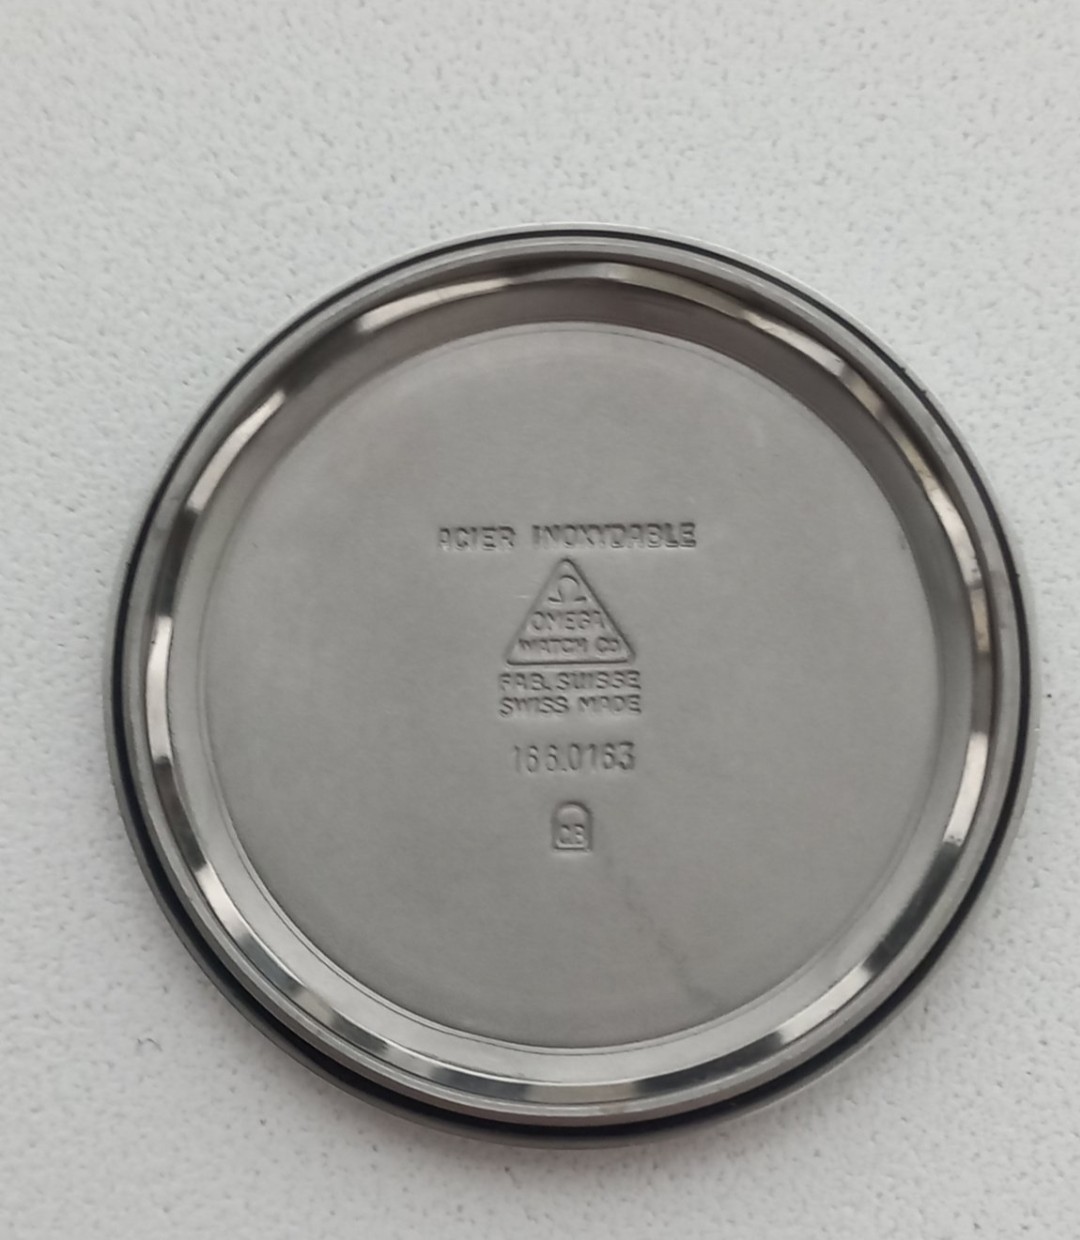 ACIER INOXYDABLE
Ω
OMEGA
WATCH Co
FAB. SUISSE
SWISS MADE
166.0163
CB